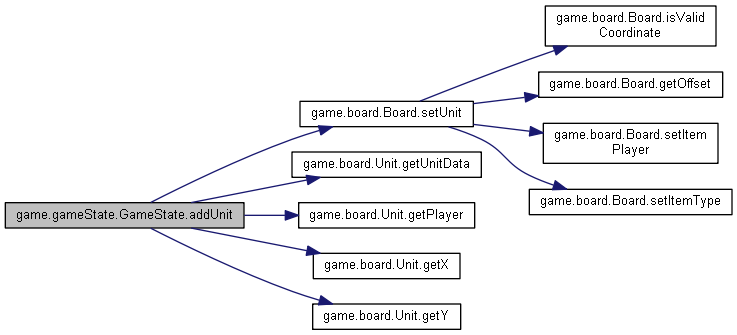 game.board.Board.isValid
Coordinate
game.board.Board.getOffset
game.board.Board.setUnit
game.board.Board.setItem
Player
game.board.Unit.getUnitData
game.board.Board.setItemType
game.gameState.GameState.addUnit
game.board.Unit.getPlayer
game.board.Unit.getX
game.board.Unit.getY